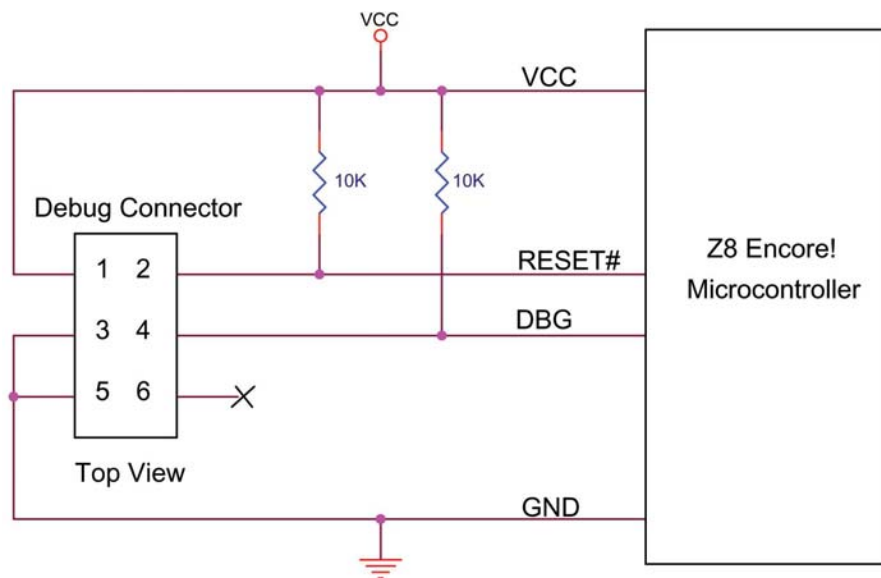 VCC
VCC
10K 10K
Debug Connector
1 2
RESET#
Z8 Encore!
Microcontroller
3 4
DBG
5 6
Top View
GND